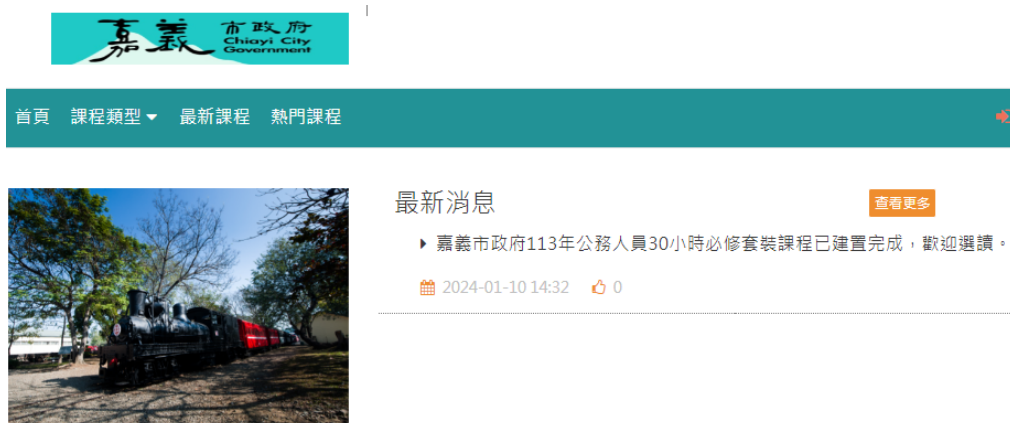 嘉義 市政府
Chiayi City
Government
首頁 課程類型 最新課程 熱門課程
最新消息 查看更多
嘉義市政府113年公務人員30小時必修套裝課程已建置完成，歡迎選讀。
2024-01-10 14:32 0